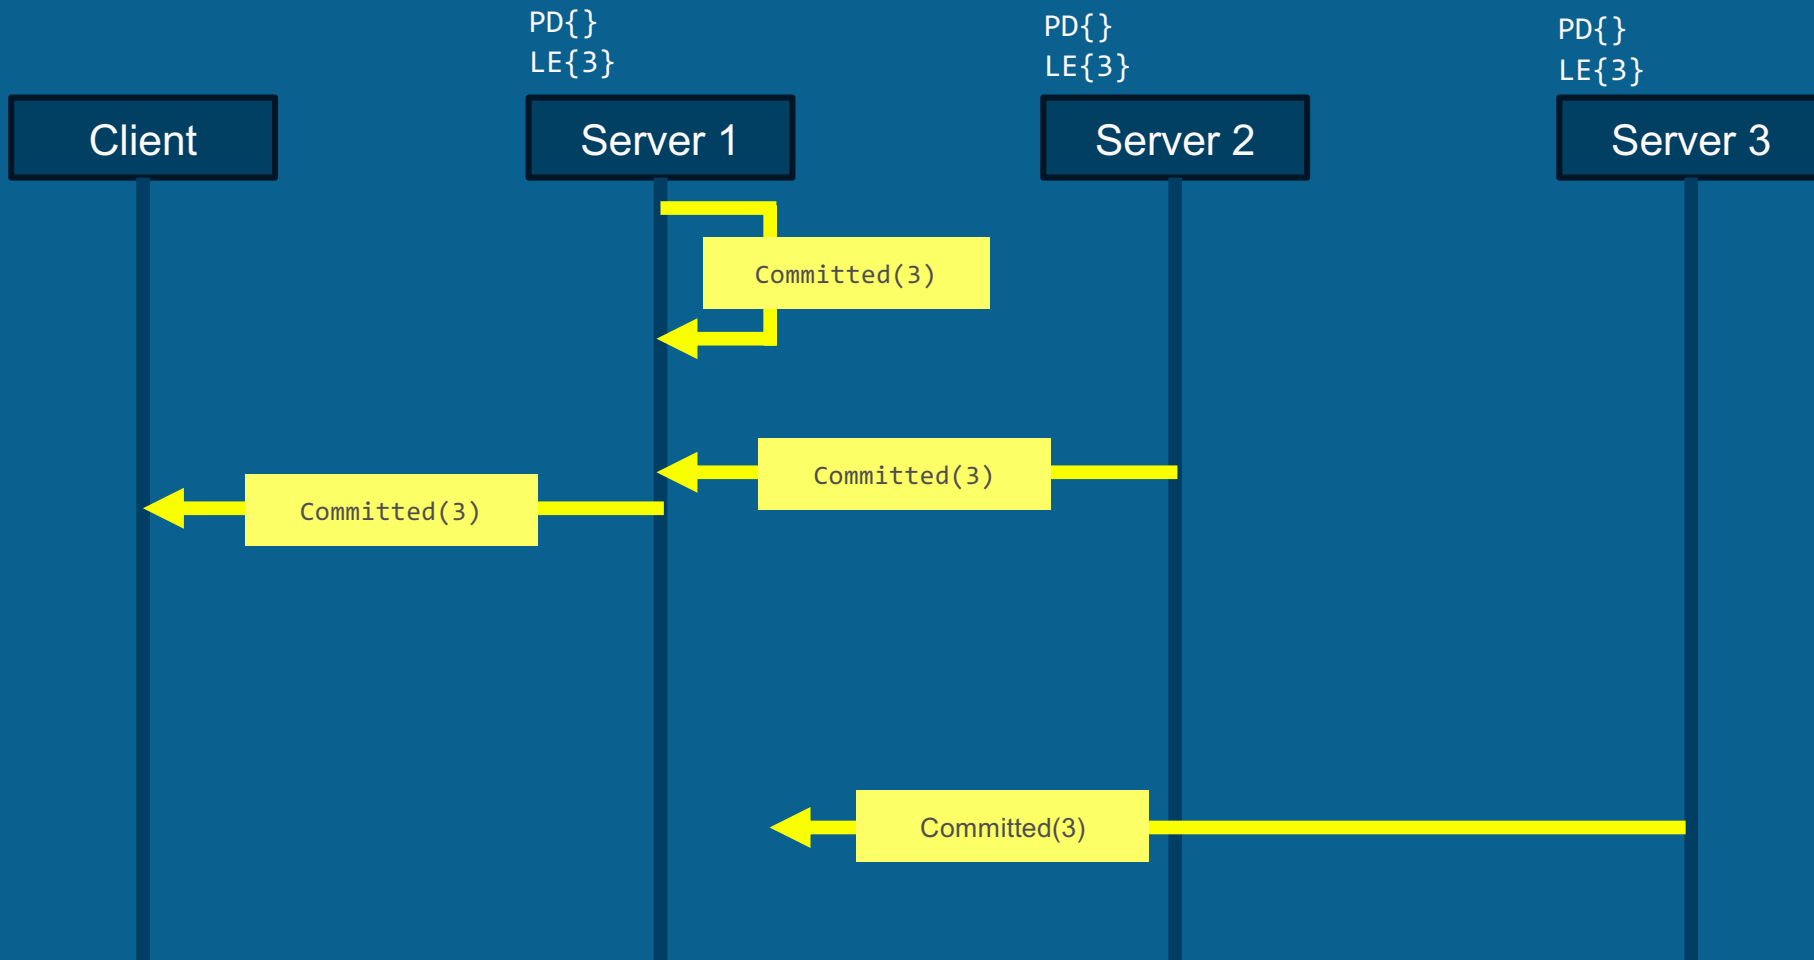 PD{}
LE{3}
PD{}
LE{3}
PD{}
LE{3}
Client
Server 1
Server 2
Server 3
Committed(3)
Committed(3)
Committed(3)
Committed(3)